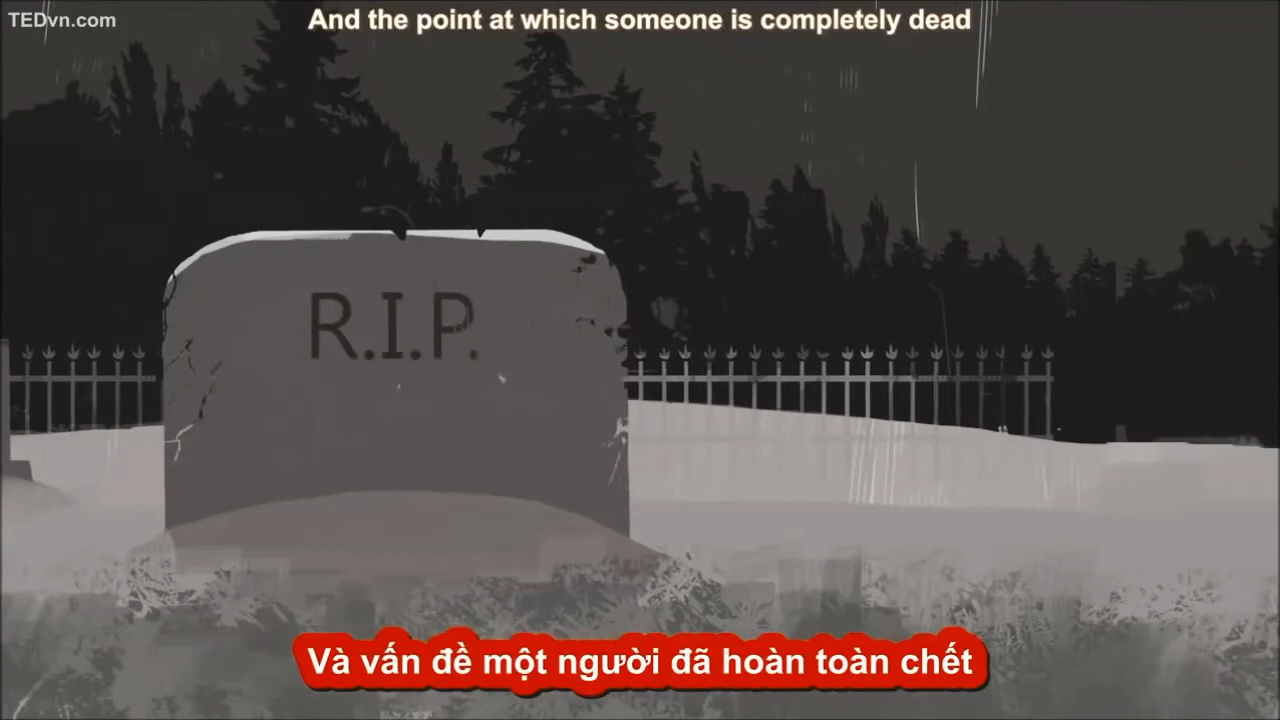 TEDvn.com
And the point at which someone is completely dead
R.I.P.
Và vấn đề một người đã hoàn toàn chết